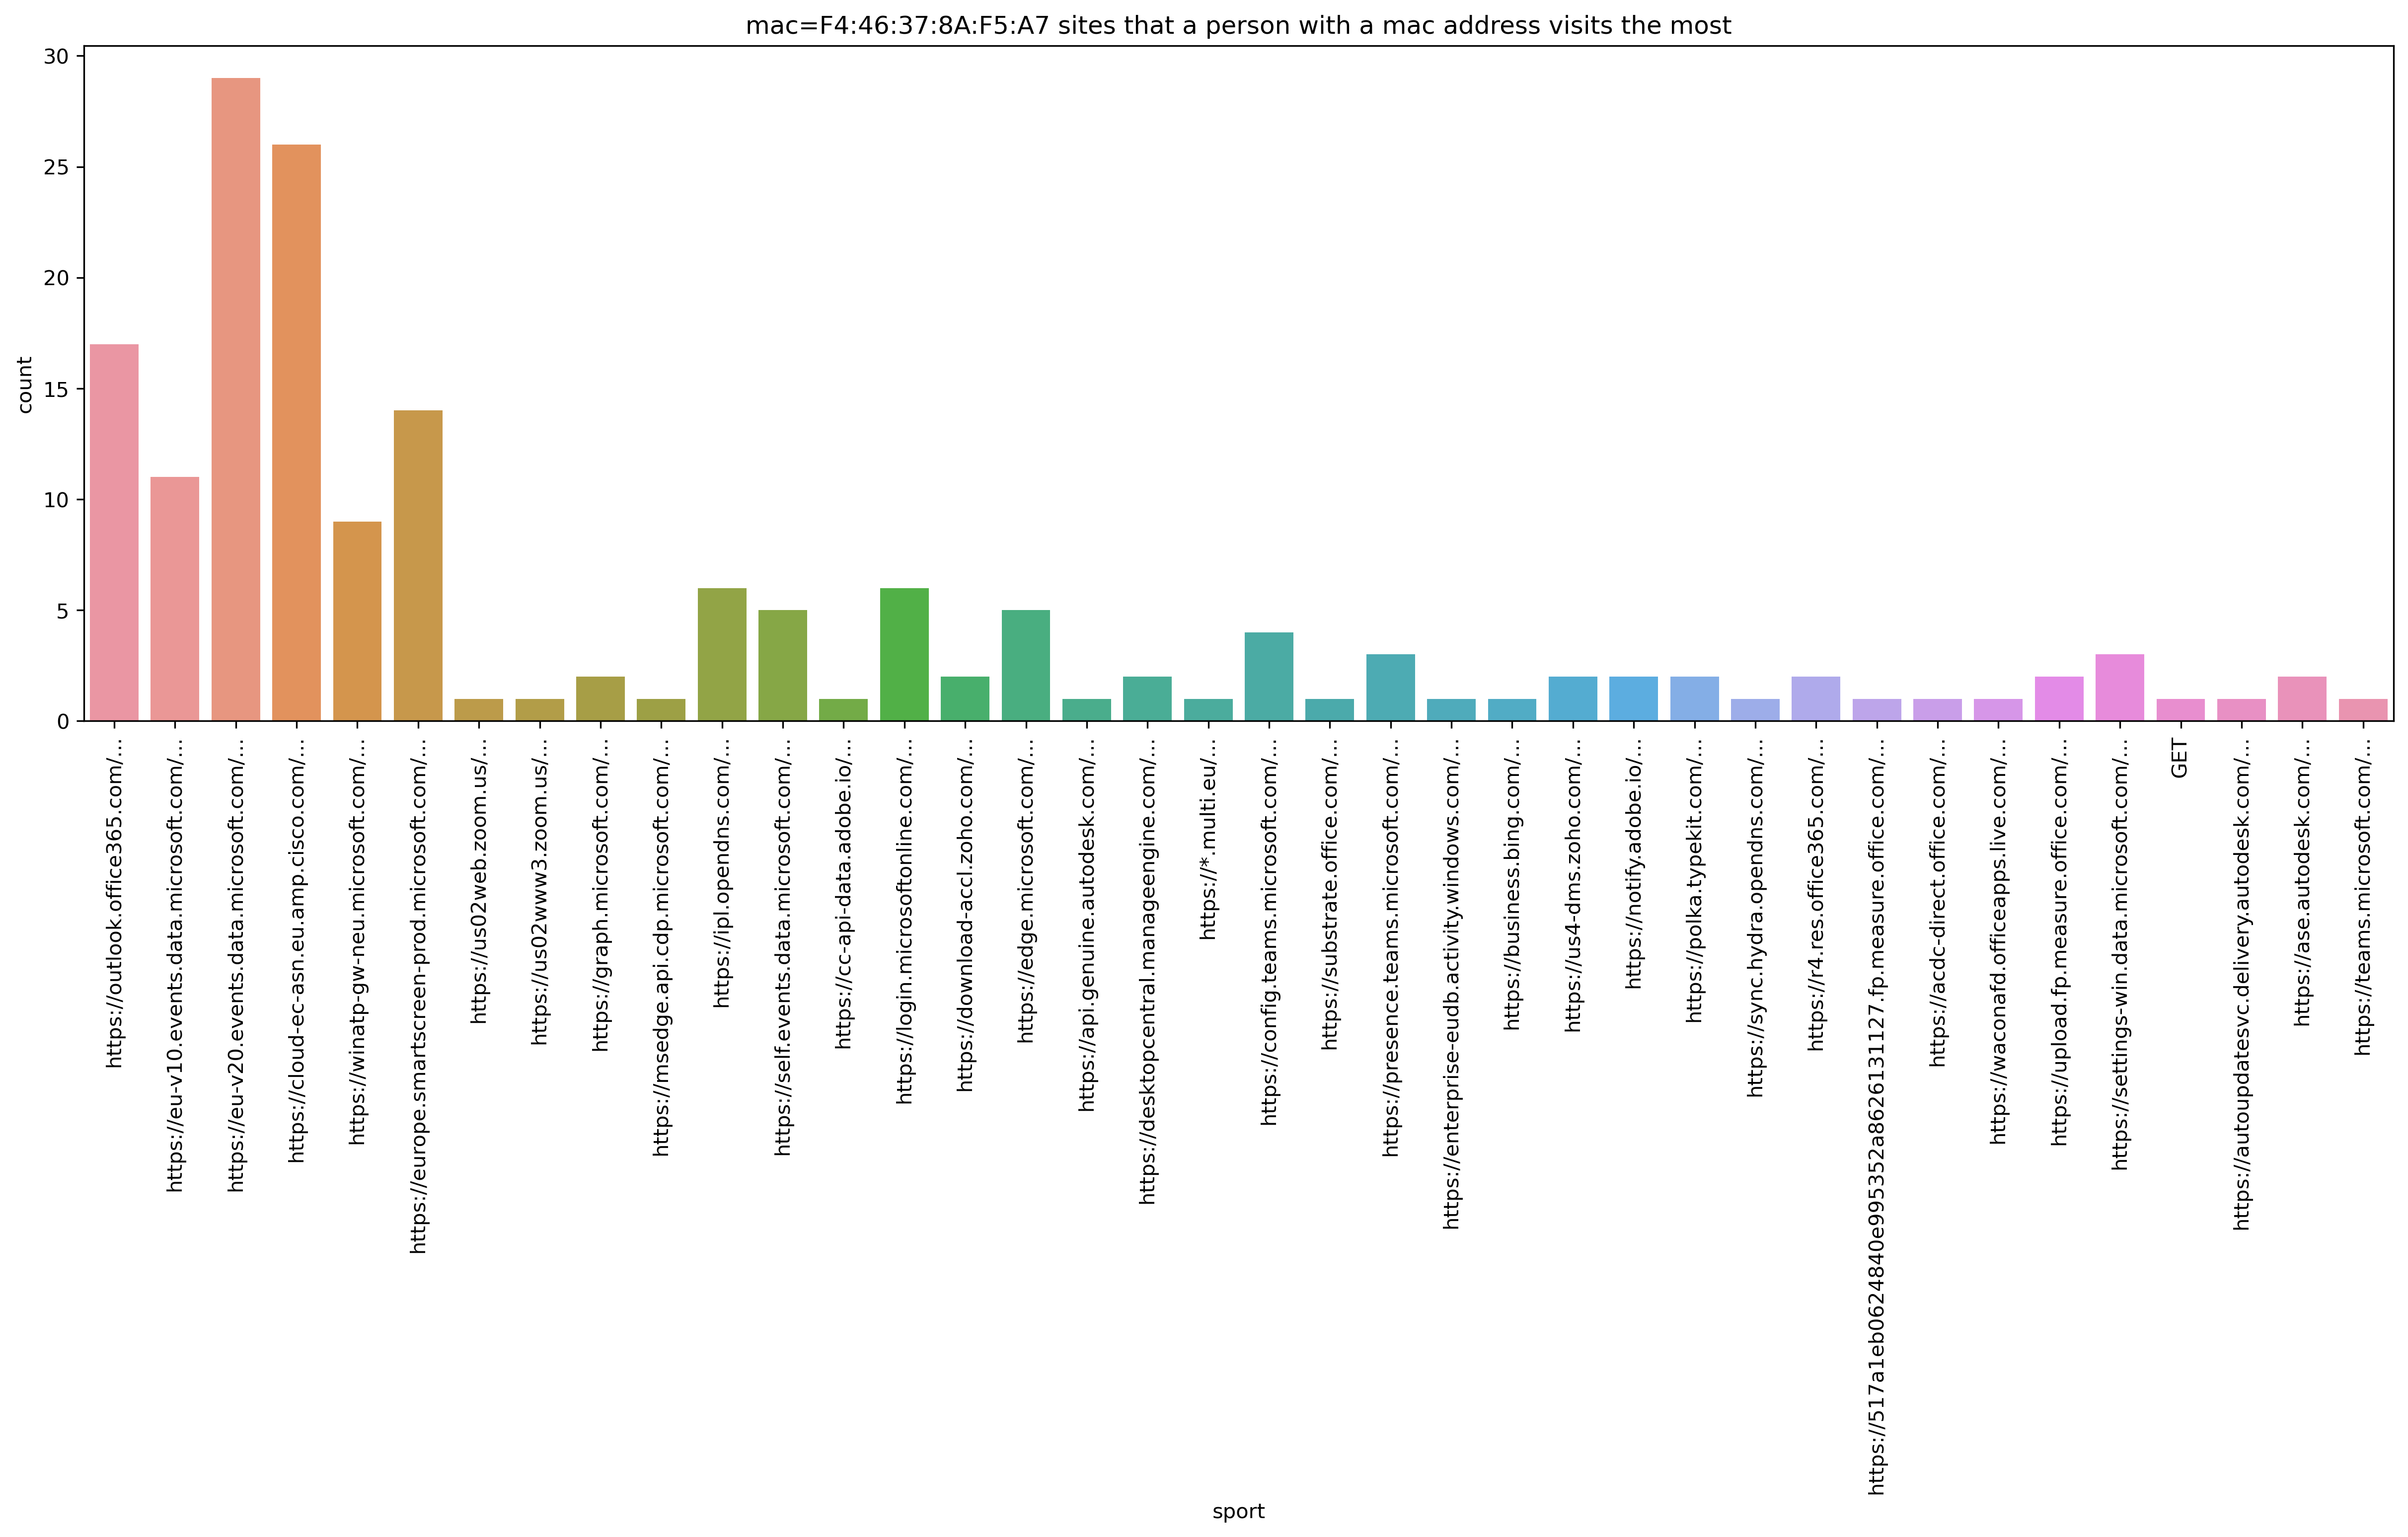 mac=F4:46:37:8A:F5:A7 sites that a person with a mac address visits the most
count
30
25
20
15
10
5
0
https://outlook.office365.com/...
https://eu-v10.events.data.microsoft.com/...
https://eu-v20.events.data.microsoft.com/...
https://cloud-ec-asn.eu.amp.cisco.com/...
https://winatp-gw-neu.microsoft.com/...
https://europe.smartscreen-prod.microsoft.com/...
https://us02web.zoom.us/...
https://us02www3.zoom.us/...
https://graph.microsoft.com/...
https://msedge.api.cdp.microsoft.com/...
https://ipl.opendns.com/...
https://self.events.data.microsoft.com/...
https://cc-api-data.adobe.io/...
https://login.microsoftonline.com/...
https://download-accl.zoho.com/...
https://edge.microsoft.com/...
https://api.genuine.autodesk.com/...
https://desktopcentral.manageengine.com/...
https://*.multi.eu/...
https://config.teams.microsoft.com/...
https://substrate.office.com/...
https://presence.teams.microsoft.com/...
https://enterprise-eudb.activity.windows.com/...
https://business.bing.com/...
https://us4-dms.zoho.com/...
https://notify.adobe.io/...
https://polka.typekit.com/...
https://sync.hydra.opendns.com/...
https://r4.res.office365.com/...
https://517a1eb0624840e995352a8626131127.fp.measure.office.com/...
https://acdc-direct.office.com/...
https://waconafd.officeapps.live.com/...
https://upload.fp.measure.office.com/...
https://settings-win.data.microsoft.com/...
GET
https://autoupdatesvc.delivery.autodesk.com/...
https://ase.autodesk.com/...
https://teams.microsoft.com/...
sport